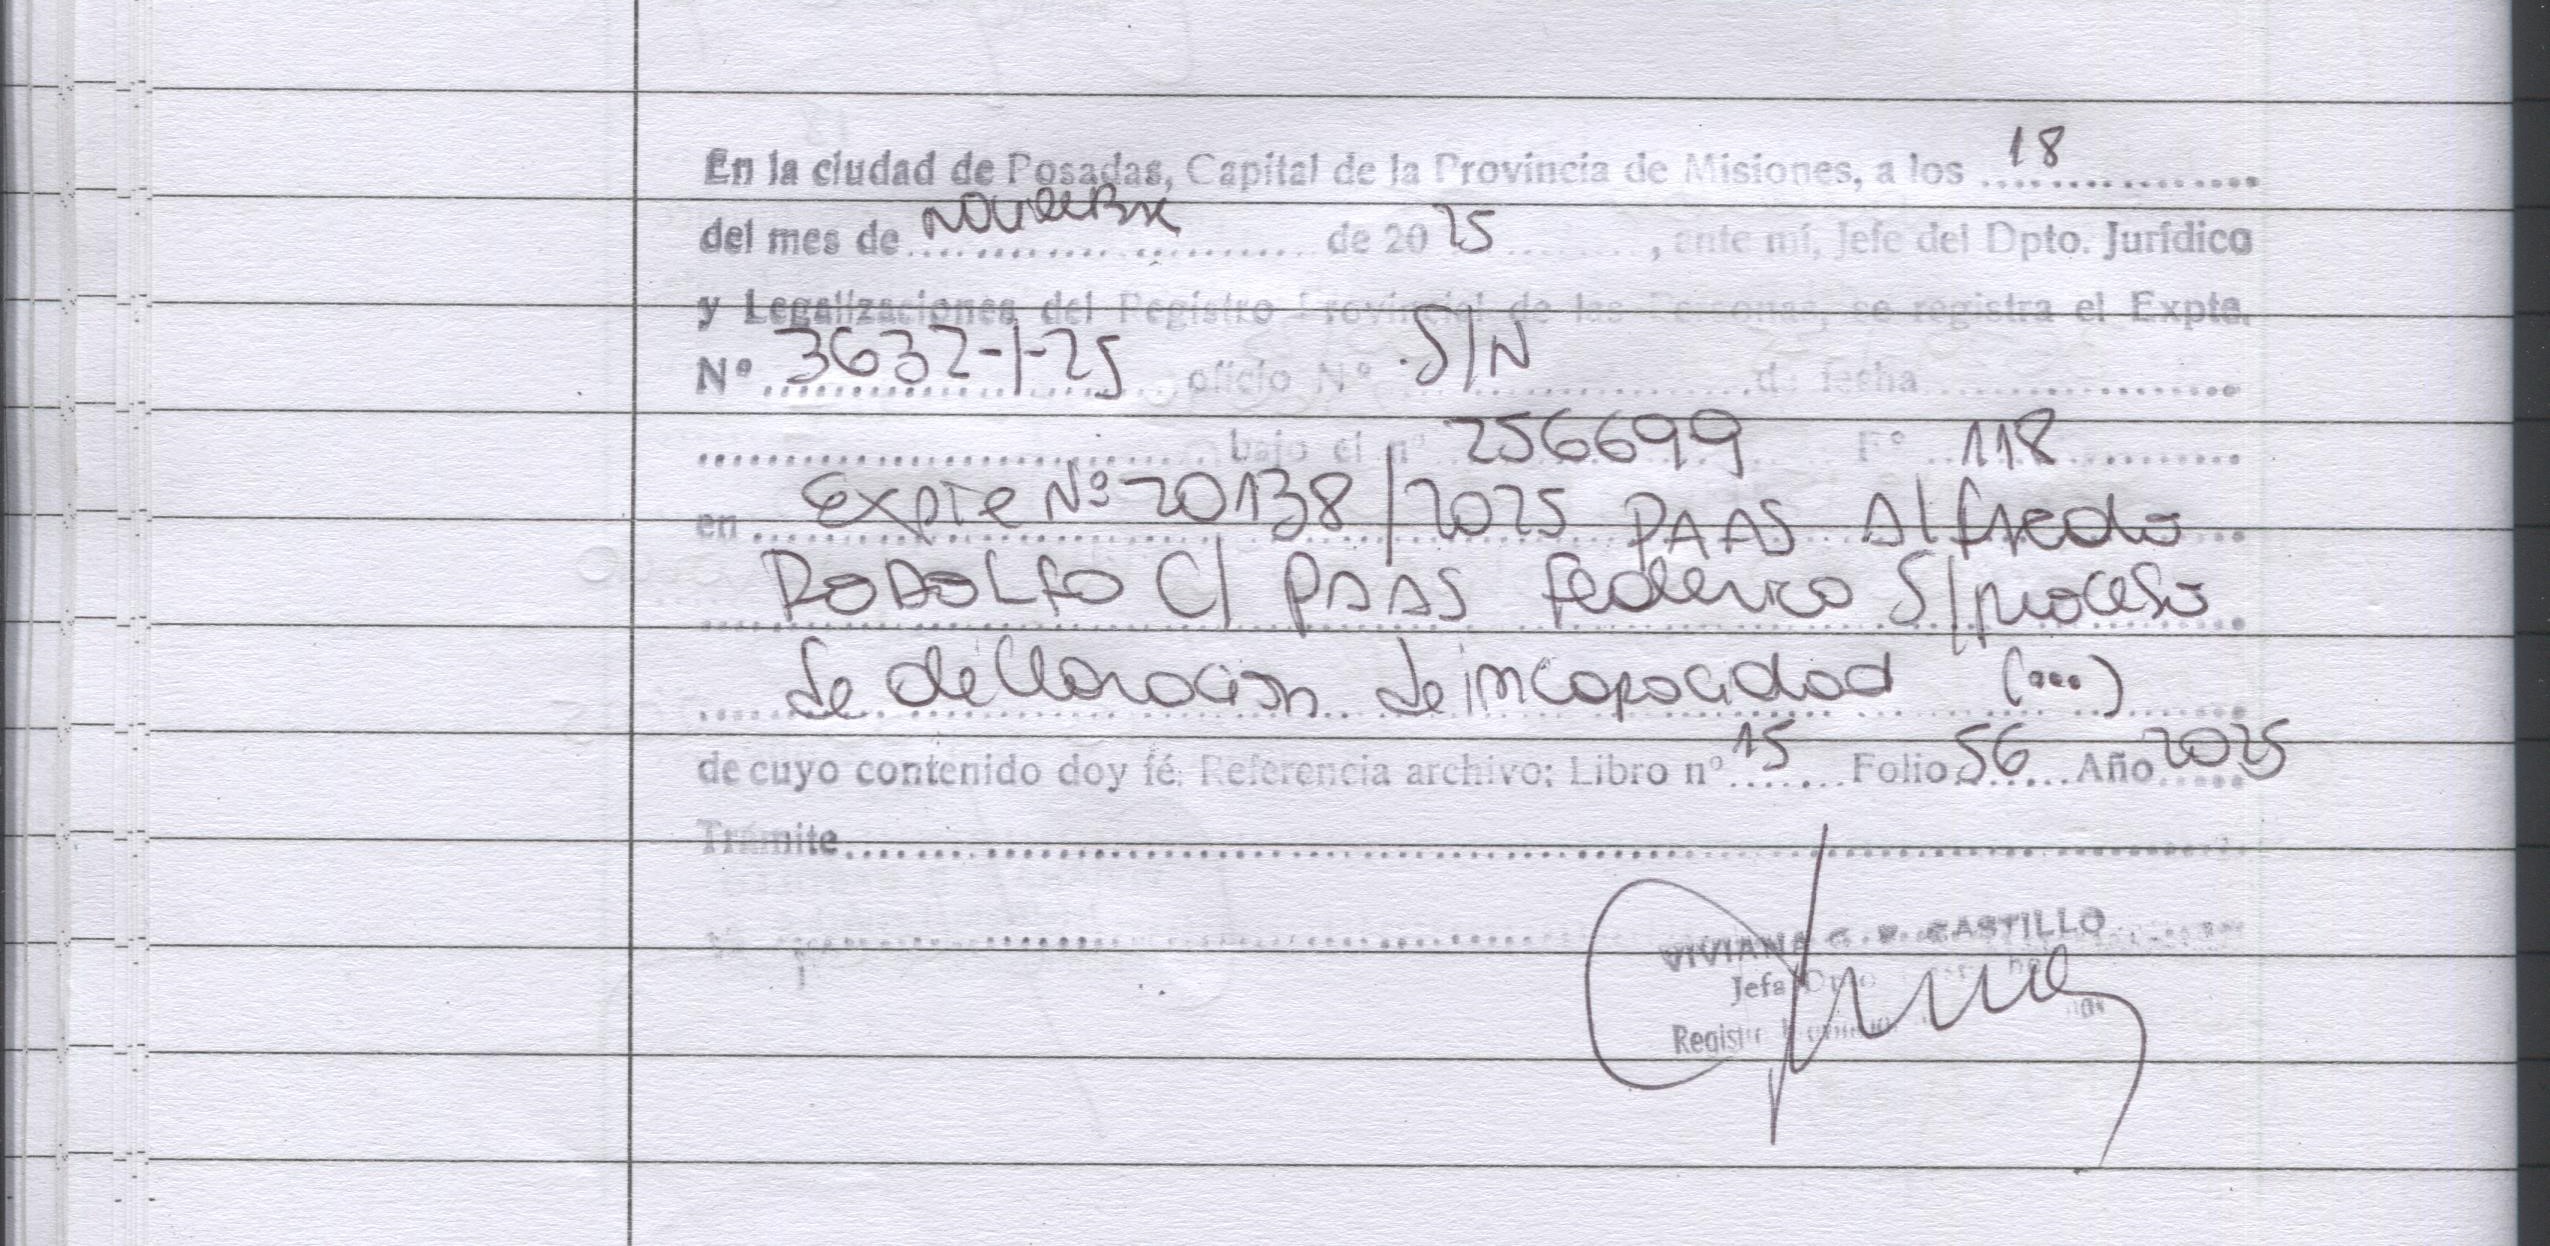 En la ciudad de Posadas, Capital de la Provincia de Misiones, a los 18
del mes de noviembre de 2025, ante mí, Jefe del Dpto. Jurídico
y Legalizaciones del Registro Provincial de las Personas, se registra el Expte.
Nº 3632-1-25 oficio Nº S/N de fecha
bajo el nº 256699 Fº 118
en Expte Nº 20138/2025 PAAS Alfredo
RODOLFO C/ PAAS Federico S/proceso
de declaracion de incapacidad (...)
de cuyo contenido doy fé. Referencia archivo: Libro nº 15 Folio 56 Año 2025
Trámite
CASTILLO
Jefa Dpto